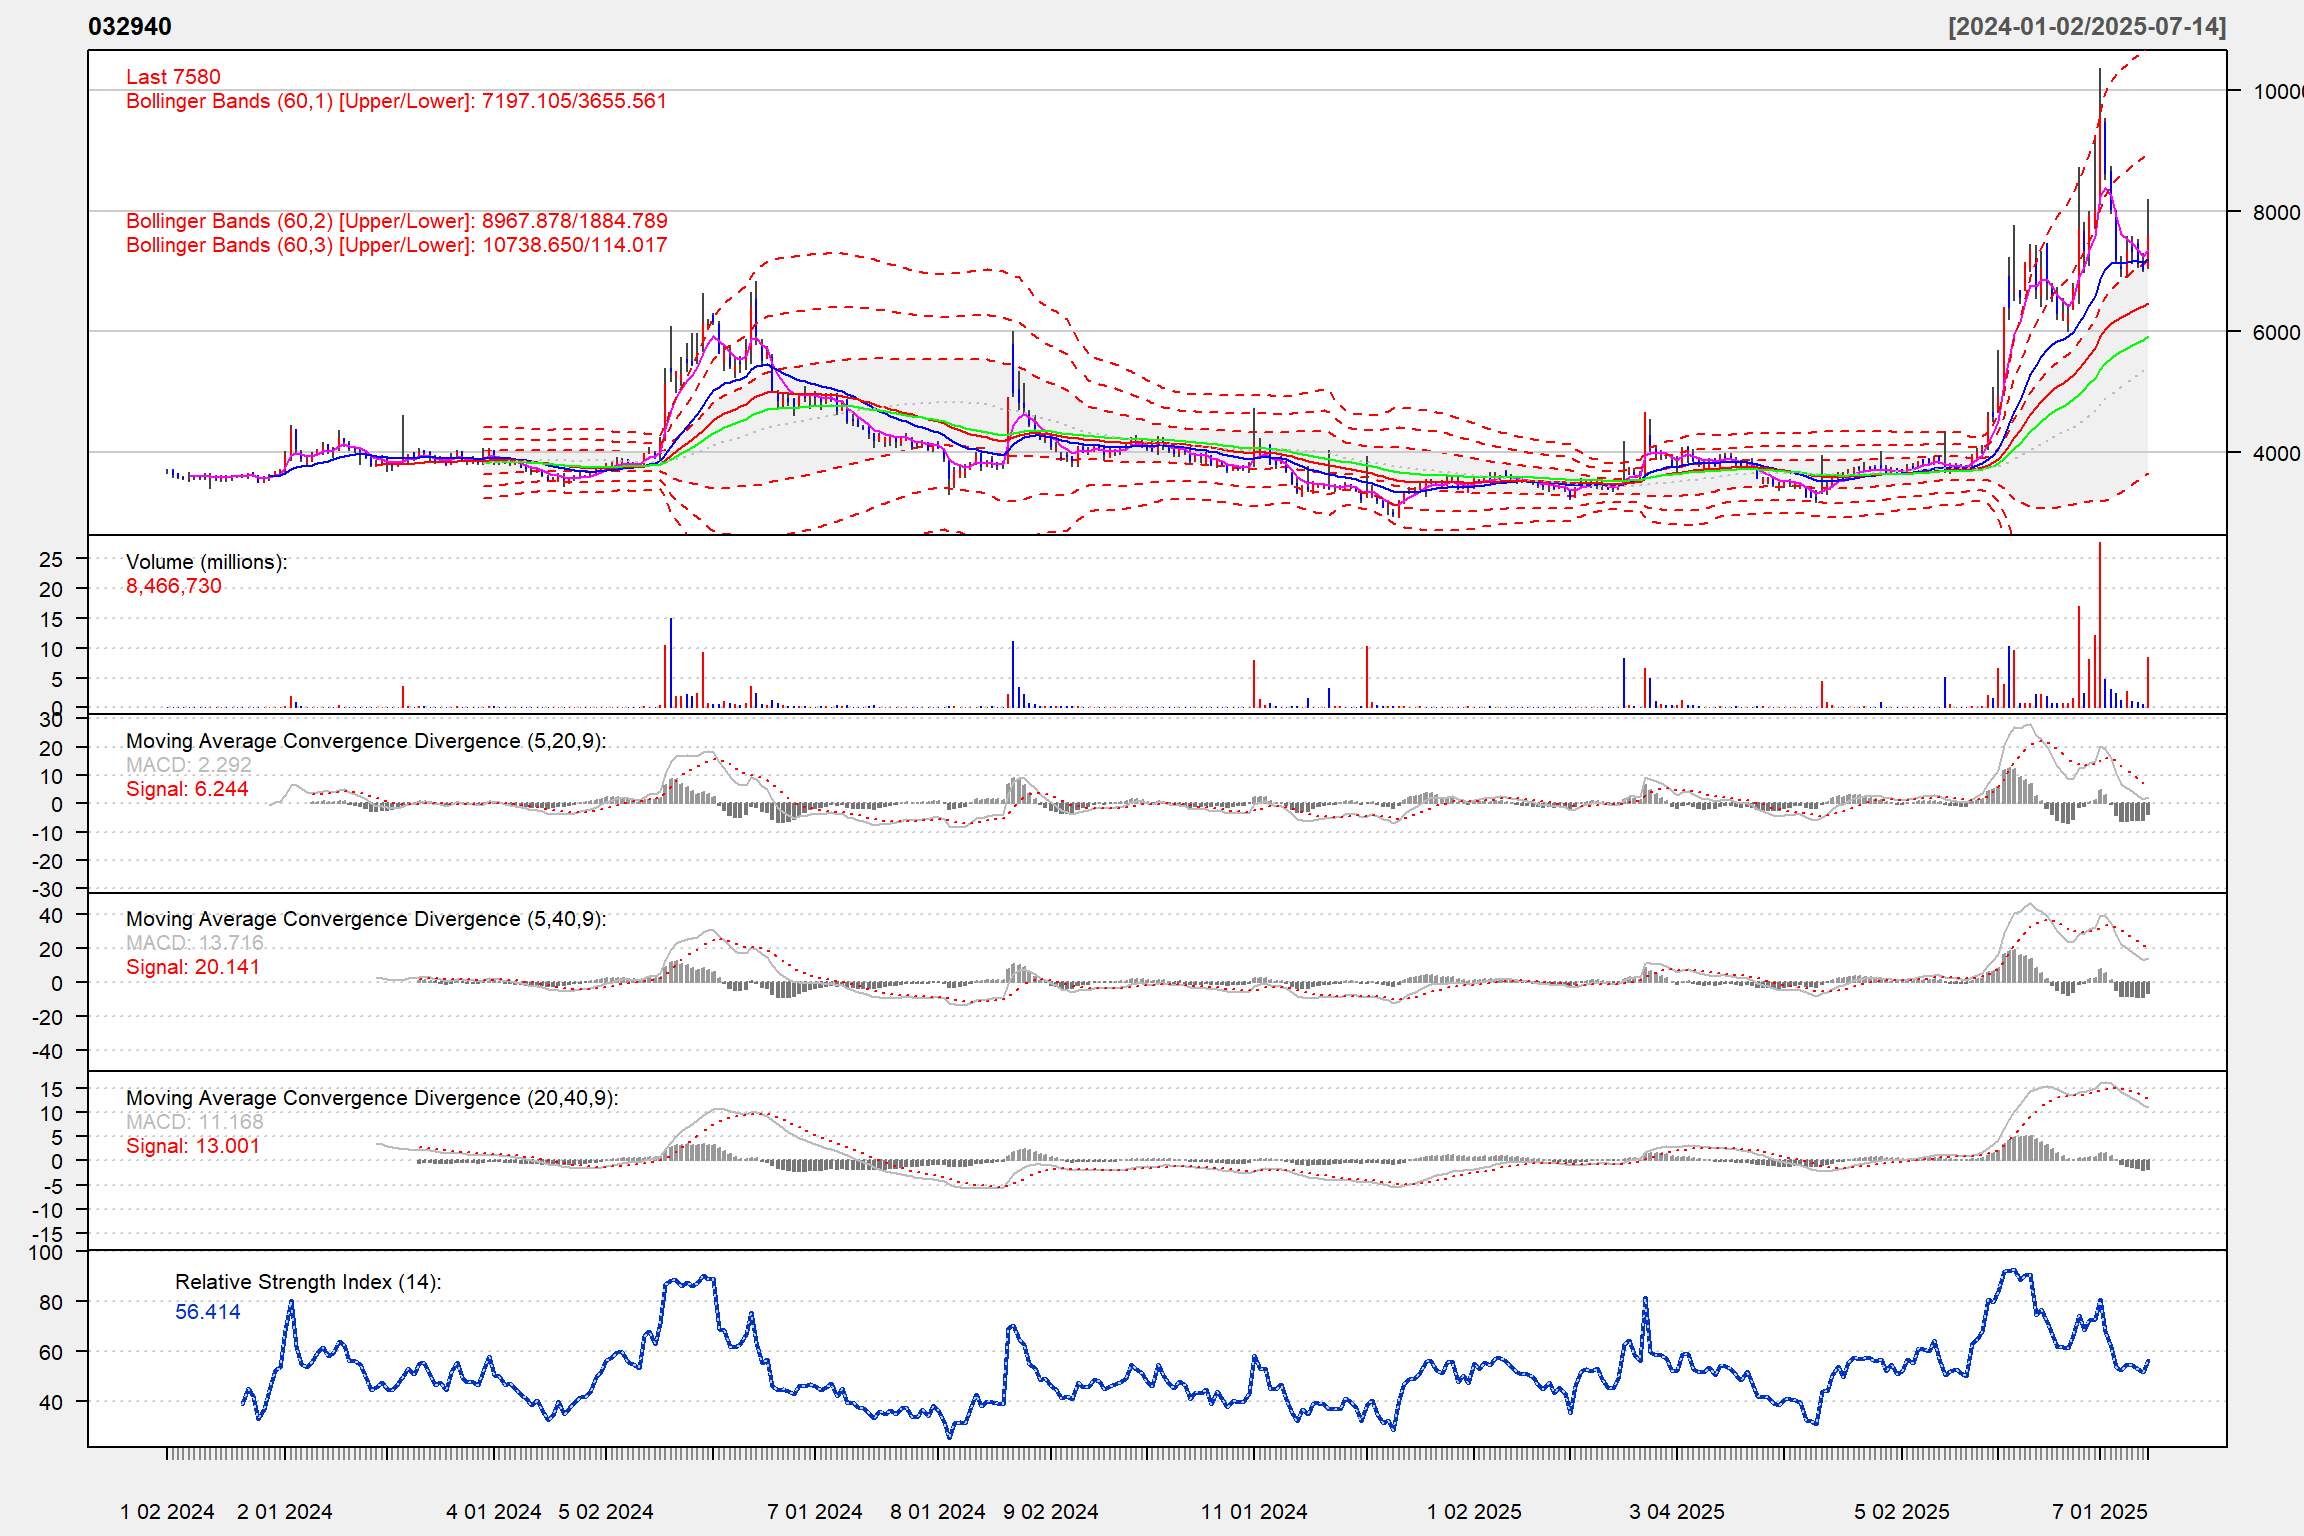 032940 [2024-01-02/2025-07-14]
Last 7580
Bollinger Bands (60,1) [Upper/Lower]: 7197.105/3655.561
10000
8000
Bollinger Bands (60,2) [Upper/Lower]: 8967.878/1884.789
Bollinger Bands (60,3) [Upper/Lower]: 10738.650/114.017
6000
4000
Volume (millions):
8,466,730
25
20
15
10
5
0
Moving Average Convergence Divergence (5,20,9):
MACD: 2.292
Signal: 6.244
30
20
10
0
-10
-20
-30
Moving Average Convergence Divergence (5,40,9):
MACD: 13.716
Signal: 20.141
40
20
0
-20
-40
Moving Average Convergence Divergence (20,40,9):
MACD: 11.168
Signal: 13.001
15
10
5
0
-5
-10
-15
Relative Strength Index (14):
56.414
100
80
60
40
1 02 2024 2 01 2024 4 01 2024 5 02 2024 7 01 2024 8 01 2024 9 02 2024 11 01 2024 1 02 2025 3 04 2025 5 02 2025 7 01 2025